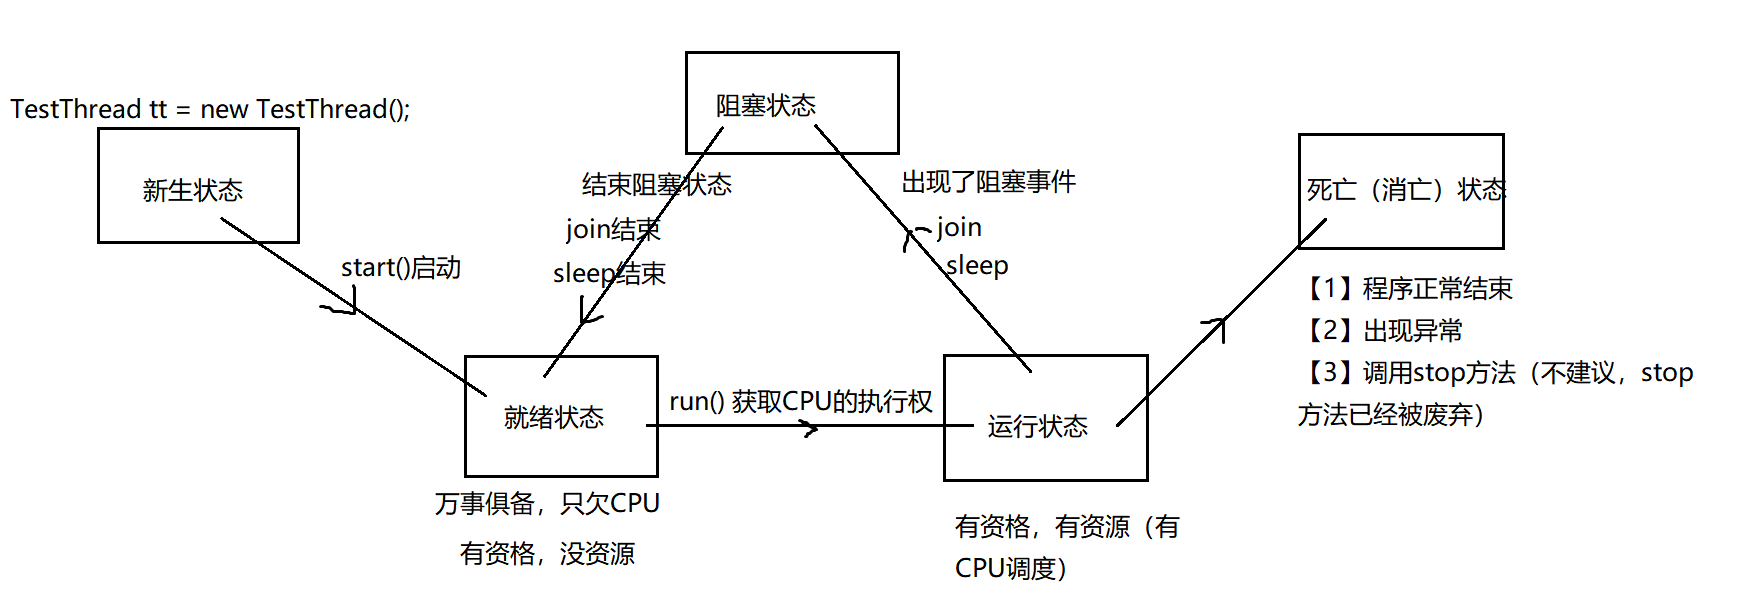 TestThread tt = new TestThread();
新生状态
start()启动
阻塞状态
结束阻塞状态
join结束
sleep结束
出现了阻塞事件
join
sleep
就绪状态
万事俱备，只欠CPU
有资格，没资源
run() 获取CPU的执行权
运行状态
有资格，有资源（有
CPU调度）
死亡（消亡）状态
【1】程序正常结束
【2】出现异常
【3】调用stop方法（不建议，stop
方法已经被废弃）